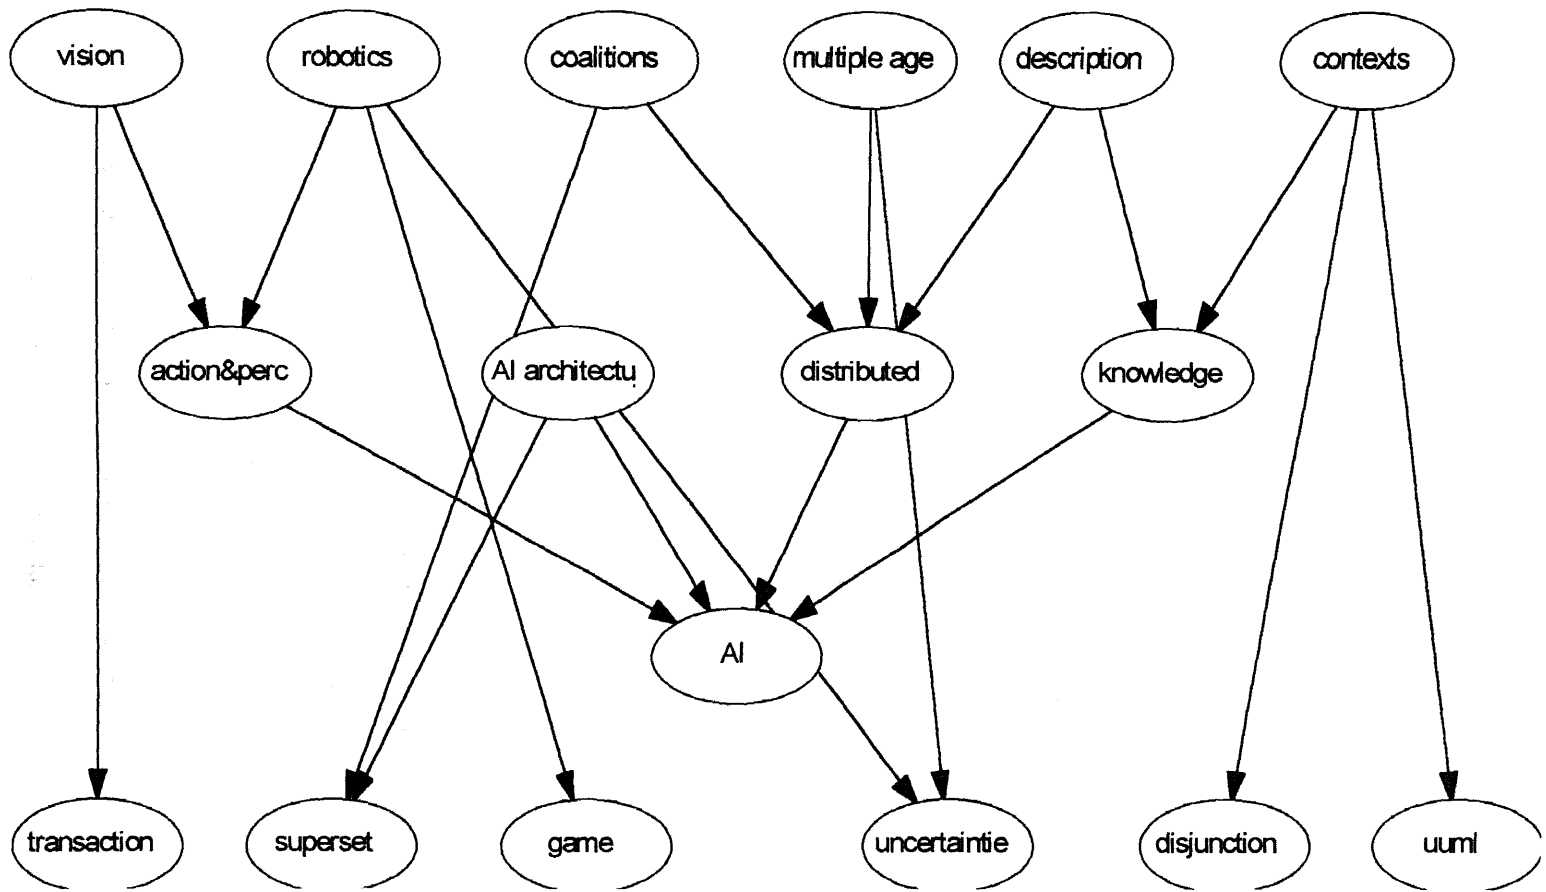 vision
robotics
coalitions
multiple age
description
contexts
action&perc
AI architectu
distributed
knowledge
AI
transaction
superset
game
uncertaintie
disjunction
uuml